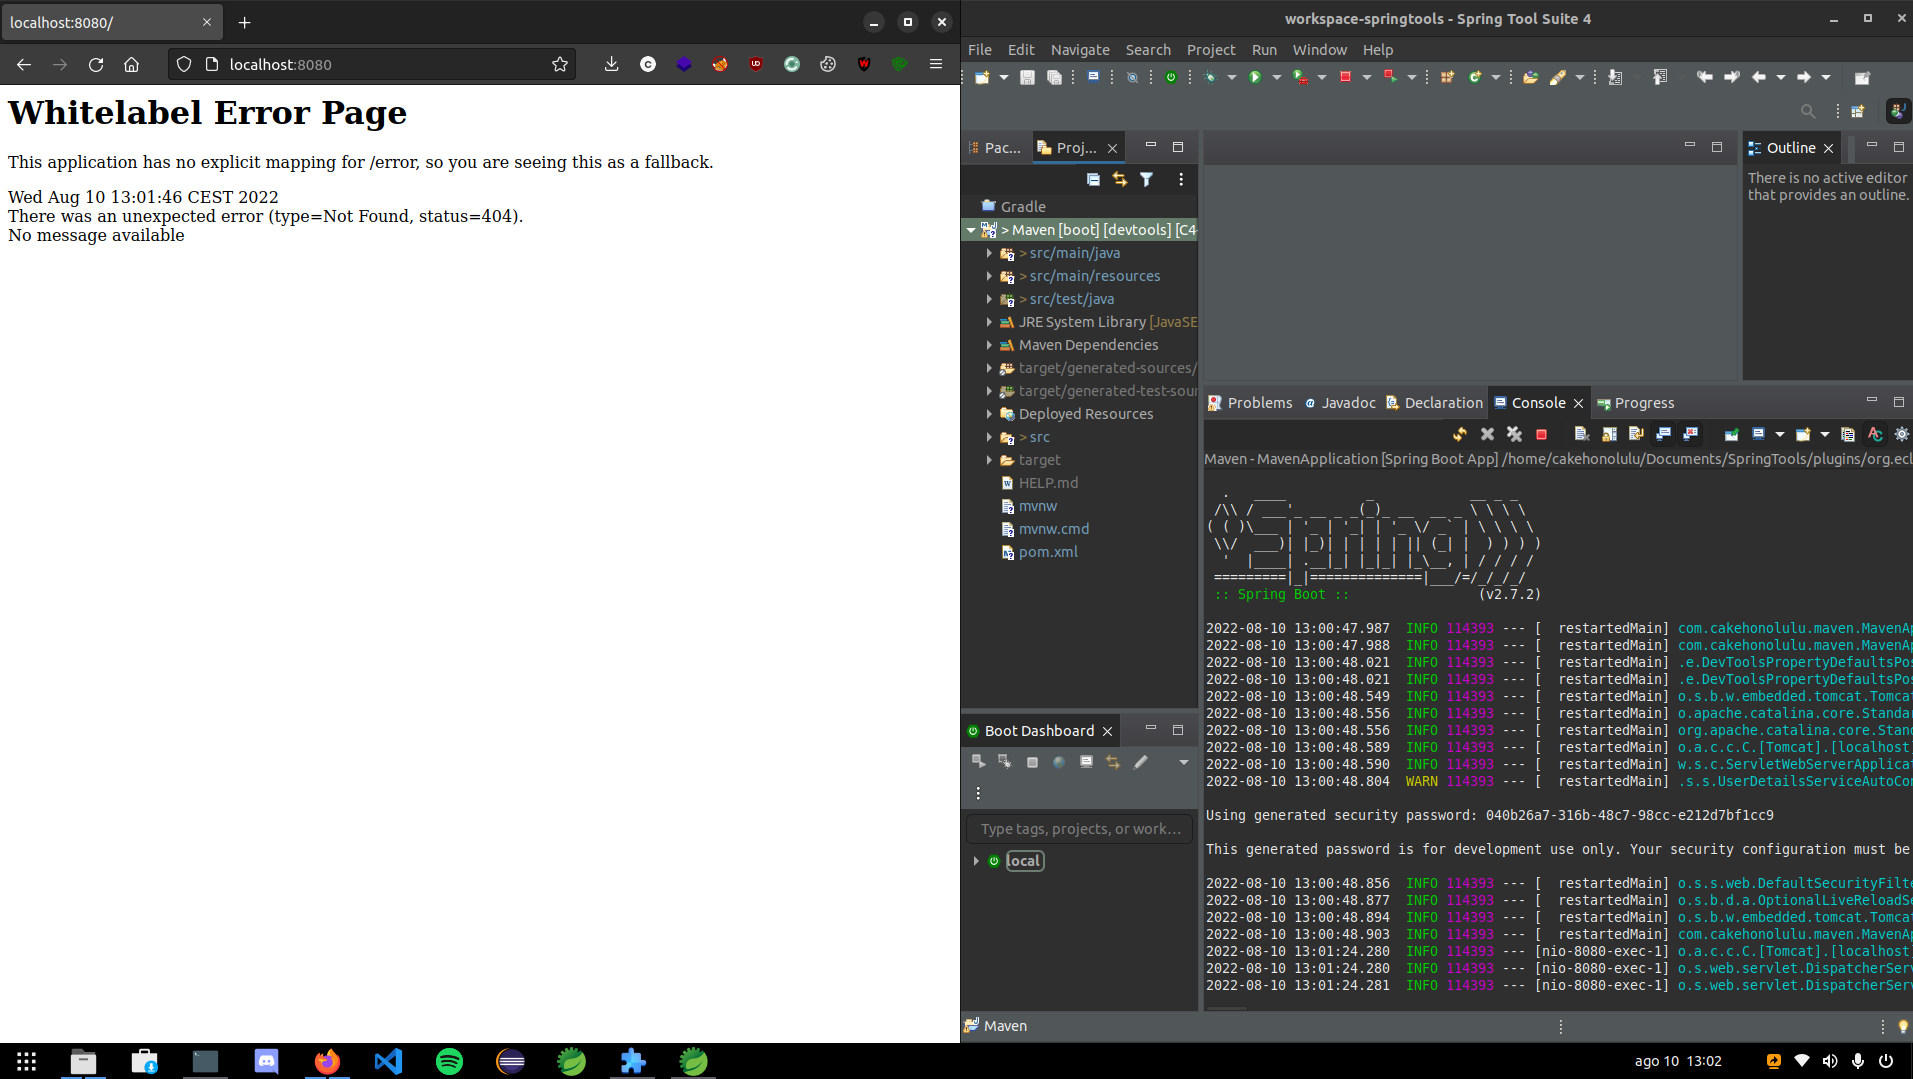 localhost:8080/
localhost:8080
Whitelabel Error Page
This application has no explicit mapping for /error, so you are seeing this as a fallback.
Wed Aug 10 13:01:46 CEST 2022
There was an unexpected error (type=Not Found, status=404).
No message available
workspace-springtools - Spring Tool Suite 4
File Edit Navigate Search Project Run Window Help
Pac...
Proj...
Gradle
> Maven [boot] [devtools] [C4-
> src/main/java
> src/main/resources
> src/test/java
JRE System Library [JavaSE
Maven Dependencies
target/generated-sources/
target/generated-test-sour
Deployed Resources
> src
target
HELP.md
mvnw
mvnw.cmd
pom.xml
Outline
There is no active editor
that provides an outline.
Boot Dashboard
Type tags, projects, or work...
local
Problems
Javadoc
Declaration
Console
Progress
Maven - MavenApplication [Spring Boot App] /home/cakehonolulu/Documents/SpringTools/plugins/org.ecl
:: Spring Boot :: (v2.7.2)
2022-08-10 13:00:47.987 INFO 114393 --- [ restartedMain] com.cakehonolulu.maven.MavenAp
2022-08-10 13:00:47.988 INFO 114393 --- [ restartedMain] com.cakehonolulu.maven.MavenAp
2022-08-10 13:00:48.021 INFO 114393 --- [ restartedMain] .e.DevToolsPropertyDefaultsPos
2022-08-10 13:00:48.021 INFO 114393 --- [ restartedMain] .e.DevToolsPropertyDefaultsPos
2022-08-10 13:00:48.549 INFO 114393 --- [ restartedMain] o.s.b.w.embedded.tomcat.Tomca
2022-08-10 13:00:48.556 INFO 114393 --- [ restartedMain] o.apache.catalina.core.Standar
2022-08-10 13:00:48.556 INFO 114393 --- [ restartedMain] org.apache.catalina.core.Stand
2022-08-10 13:00:48.589 INFO 114393 --- [ restartedMain] o.a.c.c.C.[Tomcat].[localhost]
2022-08-10 13:00:48.590 INFO 114393 --- [ restartedMain] w.s.c.ServletWebServerApplicat
2022-08-10 13:00:48.804 WARN 114393 --- [ restartedMain] .s.s.UserDetailsServiceAutoCon
Using generated security password: 040b26a7-316b-48c7-98cc-e212d7bf1cc9
This generated password is for development use only. Your security configuration must be
2022-08-10 13:00:48.856 INFO 114393 --- [ restartedMain] o.s.s.web.DefaultSecurityFilte
2022-08-10 13:00:48.877 INFO 114393 --- [ restartedMain] o.s.b.d.a.OptionalLiveReloadSe
2022-08-10 13:00:48.894 INFO 114393 --- [ restartedMain] o.s.b.w.embedded.tomcat.Tomca
2022-08-10 13:00:48.903 INFO 114393 --- [ restartedMain] com.cakehonolulu.maven.MavenAp
2022-08-10 13:01:24.280 INFO 114393 --- [nio-8080-exec-1] o.a.c.c.C.[Tomcat].[localhost]
2022-08-10 13:01:24.280 INFO 114393 --- [nio-8080-exec-1] o.s.web.servlet.DispatcherServ
2022-08-10 13:01:24.281 INFO 114393 --- [nio-8080-exec-1] o.s.web.servlet.DispatcherServ
Maven
ago 10 13:02